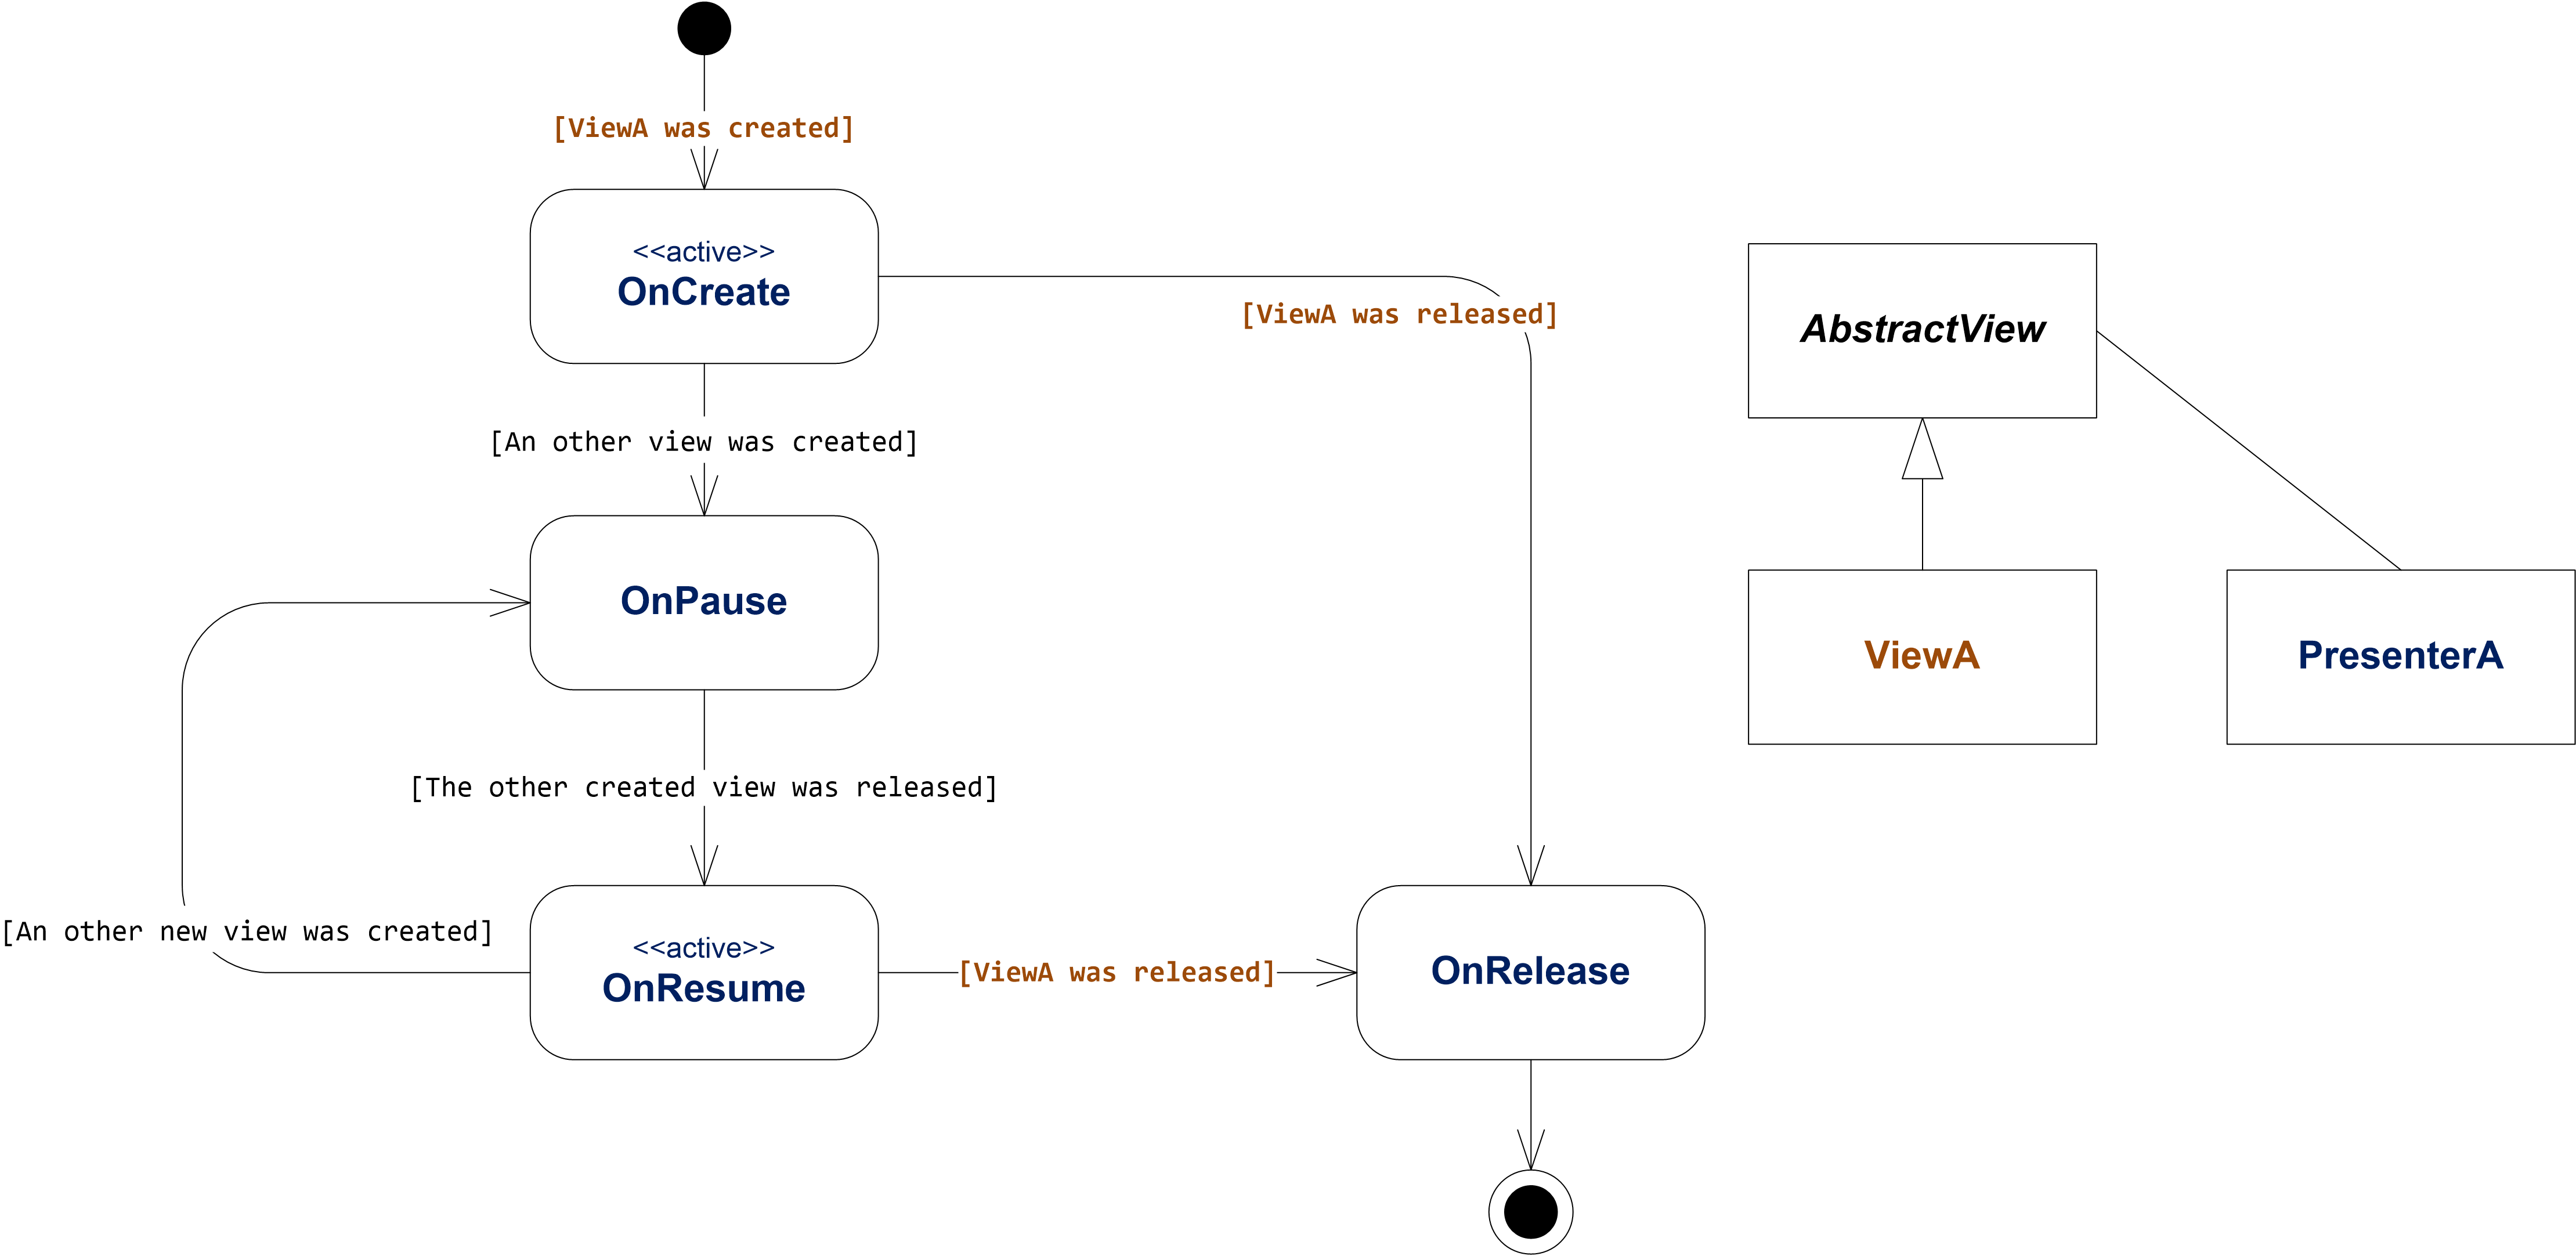 [ViewA was created]
<<active>>
OnCreate
[ViewA was released]
AbstractView
[An other view was created]
OnPause
ViewA
PresenterA
[The other created view was released]
[An other new view was created]
<<active>>
OnResume
[ViewA was released]
OnRelease